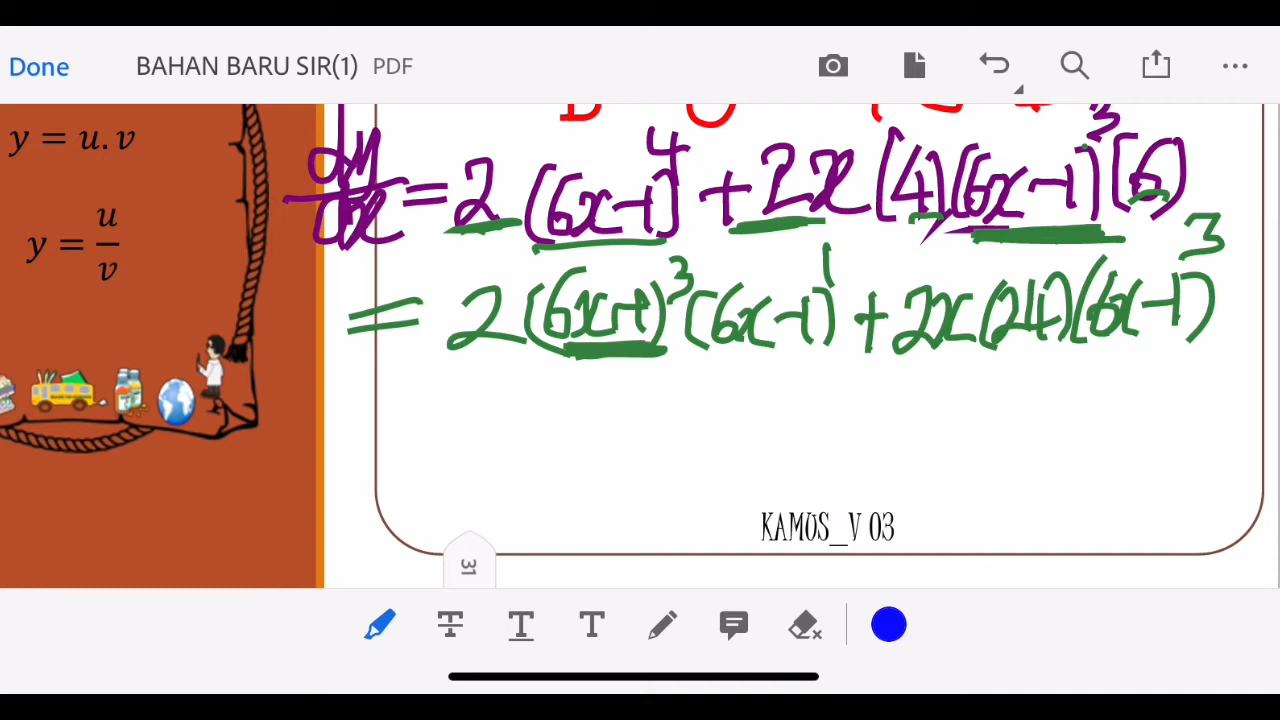 Done BAHAN BARU SIR(1) PDF
y = u.v
y = u/v
dy/dx = 2(6x-1)⁴ + 2x(4)(6x-1)³(6)
= 2(6x-1)³(6x-1)¹ + 2x(24)(6x-1)³
KAMUS_V 03
31